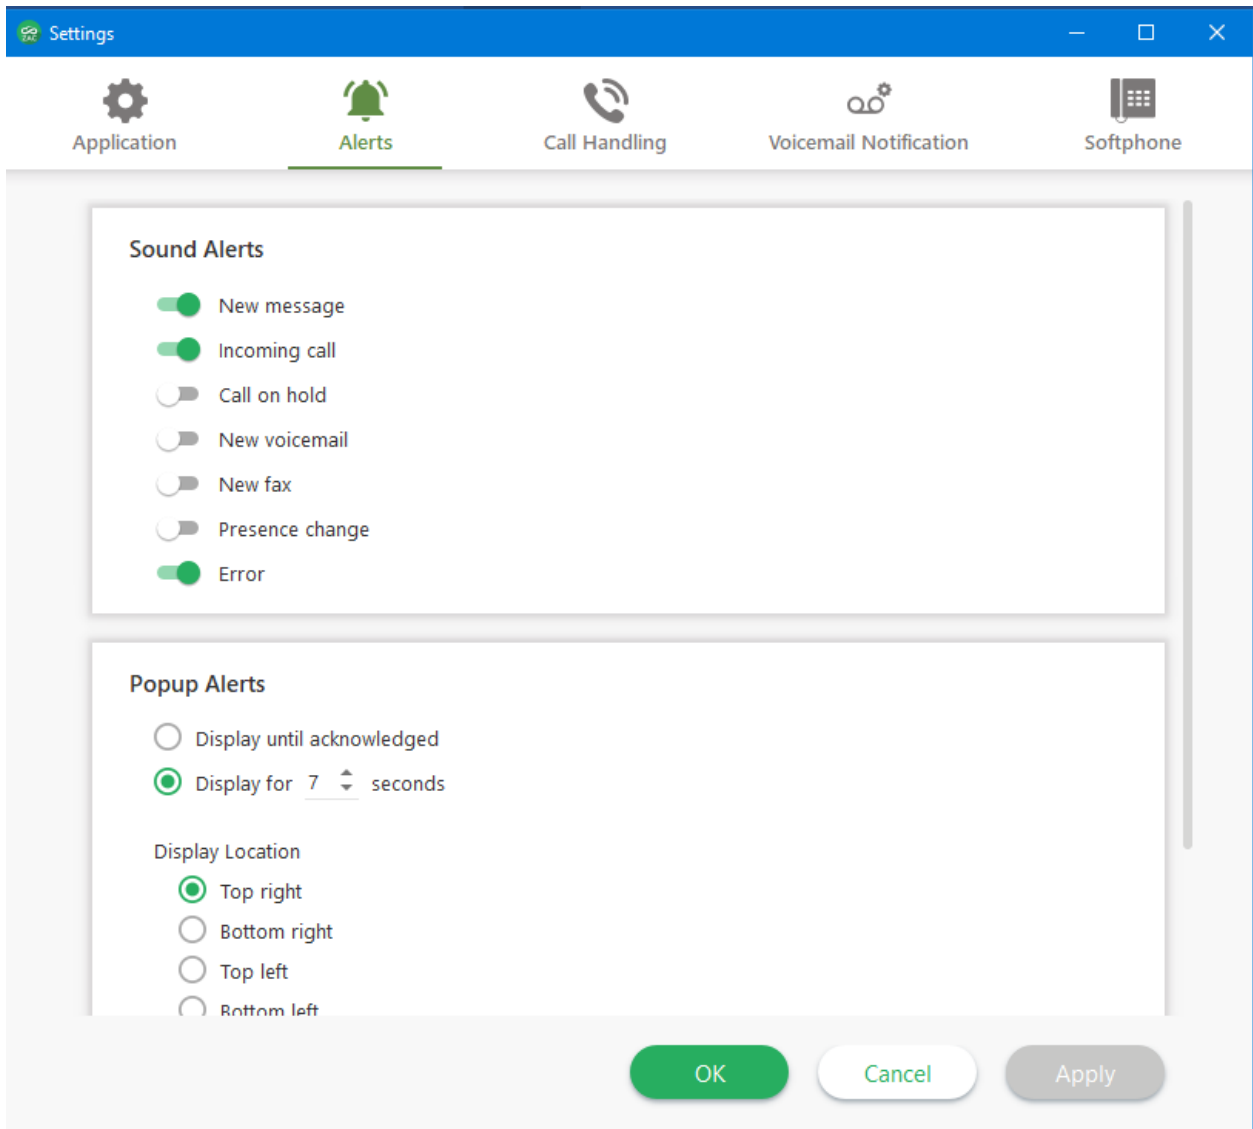 ZAC Settings
Application Alerts Call Handling Voicemail Notification Softphone
Sound Alerts
New message
Incoming call
Call on hold
New voicemail
New fax
Presence change
Error
Popup Alerts
Display until acknowledged
Display for 7 seconds
Display Location
Top right
Bottom right
Top left
Bottom left
OK Cancel Apply